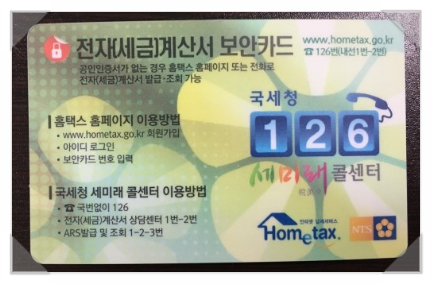 전자(세금)계산서 보안카드
www.hometax.go.kr
☎ 126번(내선1번-2번)
공인인증서가 없는 경우 홈택스 홈페이지 또는 전화로
전자(세금)계산서 발급·조회 가능
홈택스 홈페이지 이용방법
• www.hometax.go.kr 회원가입
• 아이디 로그인
• 보안카드 번호 입력
국세청
126
세미래 콜센터
국세청 세미래 콜센터 이용방법
• ☎ 국번없이 126
• 전자(세금)계산서 상담센터 1번-2번
• ARS발급 및 조회 1-2-3번
Hometax.
NTS